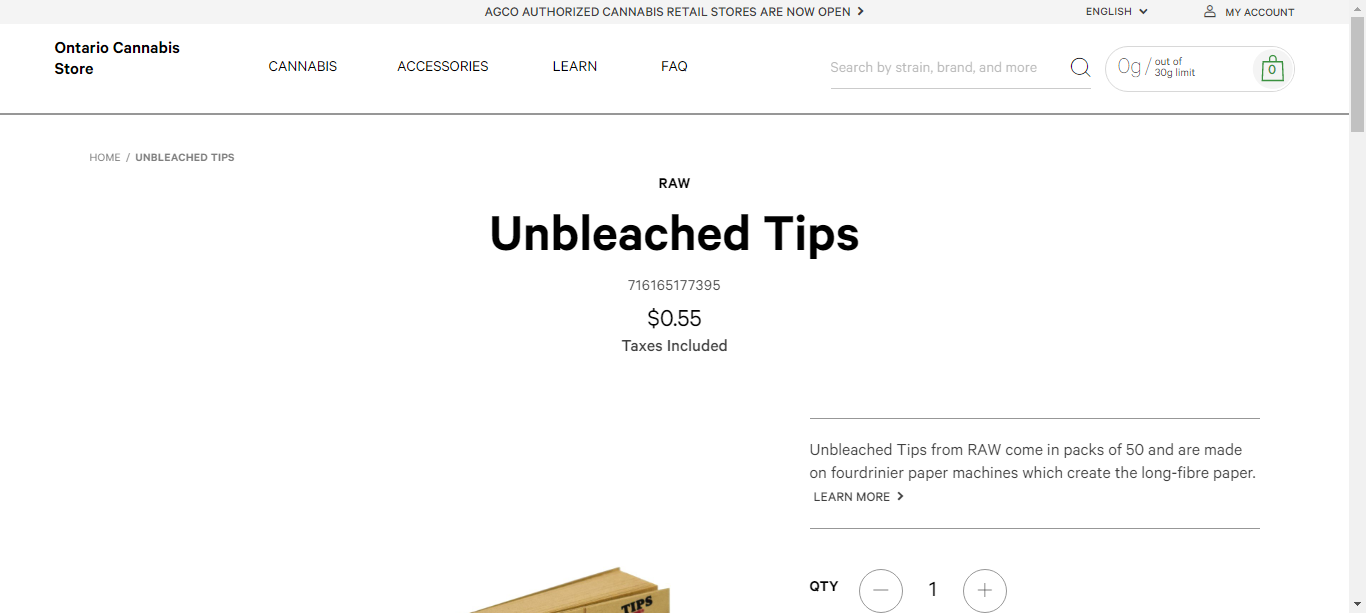 AGCO AUTHORIZED CANNABIS RETAIL STORES ARE NOW OPEN
ENGLISH
MY ACCOUNT
Ontario Cannabis
Store
CANNABIS
ACCESSORIES
LEARN
FAQ
Search by strain, brand, and more
0g / out of
30g limit
0
HOME / UNBLEACHED TIPS
RAW
Unbleached Tips
716165177395
$0.55
Taxes Included
Unbleached Tips from RAW come in packs of 50 and are made
on fourdrinier paper machines which create the long-fibre paper.
LEARN MORE
TIPS
QTY
1